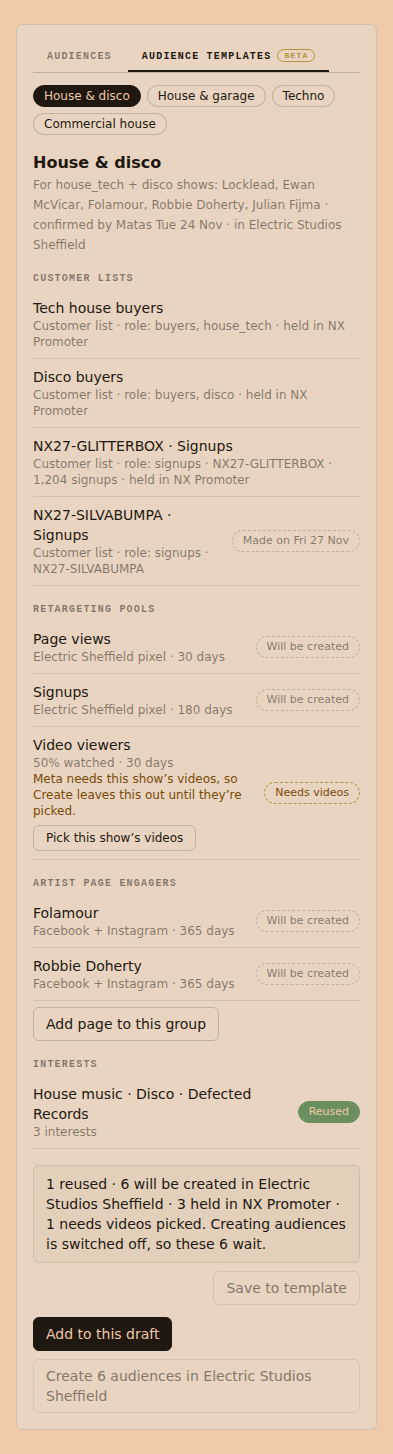 AUDIENCES
AUDIENCE TEMPLATES BETA
House & disco
House & garage
Techno
Commercial house
House & disco
For house_tech + disco shows: Locklead, Ewan
McVicar, Folamour, Robbie Doherty, Julian Fijma ·
confirmed by Matas Tue 24 Nov · in Electric Studios
Sheffield
CUSTOMER LISTS
Tech house buyers
Customer list · role: buyers, house_tech · held in NX
Promoter
Disco buyers
Customer list · role: buyers, disco · held in NX
Promoter
NX27-GLITTERBOX · Signups
Customer list · role: signups · NX27-GLITTERBOX ·
1,204 signups · held in NX Promoter
NX27-SILVABUMPA ·
Signups
Customer list · role: signups ·
NX27-SILVABUMPA
Made on Fri 27 Nov
RETARGETING POOLS
Page views
Electric Sheffield pixel · 30 days
Will be created
Signups
Electric Sheffield pixel · 180 days
Will be created
Video viewers
50% watched · 30 days
Meta needs this show's videos, so
Create leaves this out until they're
picked.
Needs videos
Pick this show's videos
ARTIST PAGE ENGAGERS
Folamour
Facebook + Instagram · 365 days
Will be created
Robbie Doherty
Facebook + Instagram · 365 days
Will be created
Add page to this group
INTERESTS
House music · Disco · Defected
Records
3 interests
Reused
1 reused · 6 will be created in Electric
Studios Sheffield · 3 held in NX Promoter ·
1 needs videos picked. Creating audiences
is switched off, so these 6 wait.
Save to template
Add to this draft
Create 6 audiences in Electric Studios
Sheffield